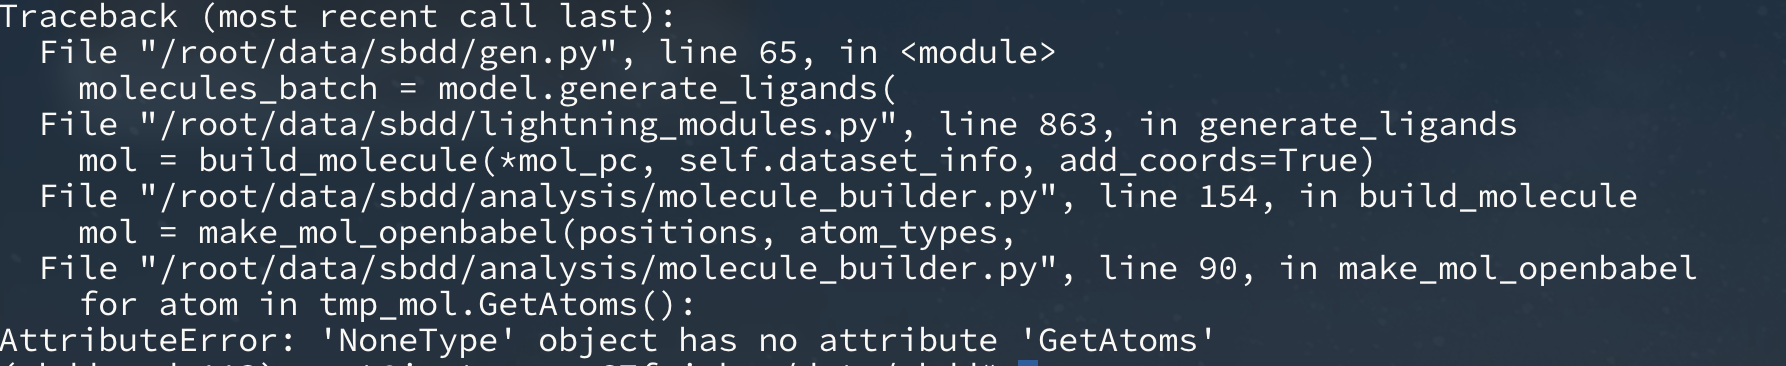 Traceback (most recent call last):
  File "/root/data/sbdd/gen.py", line 65, in <module>
    molecules_batch = model.generate_ligands(
  File "/root/data/sbdd/lightning_modules.py", line 863, in generate_ligands
    mol = build_molecule(*mol_pc, self.dataset_info, add_coords=True)
  File "/root/data/sbdd/analysis/molecule_builder.py", line 154, in build_molecule
    mol = make_mol_openbabel(positions, atom_types,
  File "/root/data/sbdd/analysis/molecule_builder.py", line 90, in make_mol_openbabel
    for atom in tmp_mol.GetAtoms():
AttributeError: 'NoneType' object has no attribute 'GetAtoms'